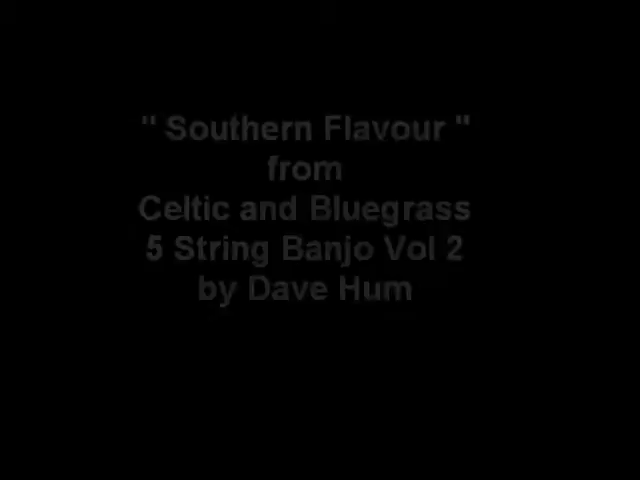 " Southern Flavour "
from
Celtic and Bluegrass
5 String Banjo Vol 2
by Dave Hum